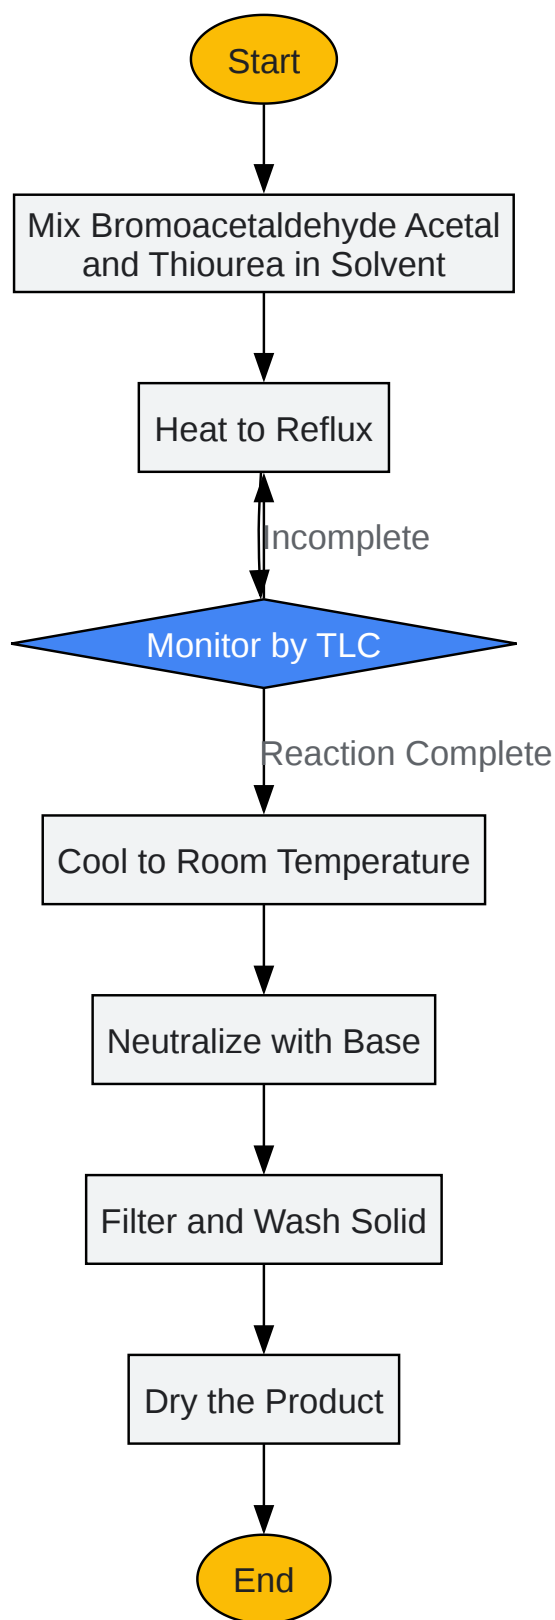 Start
Mix Bromoacetaldehyde Acetal
and Thiourea in Solvent
Heat to Reflux
Incomplete
Monitor by TLC
Reaction Complete
Cool to Room Temperature
Neutralize with Base
Filter and Wash Solid
Dry the Product
End